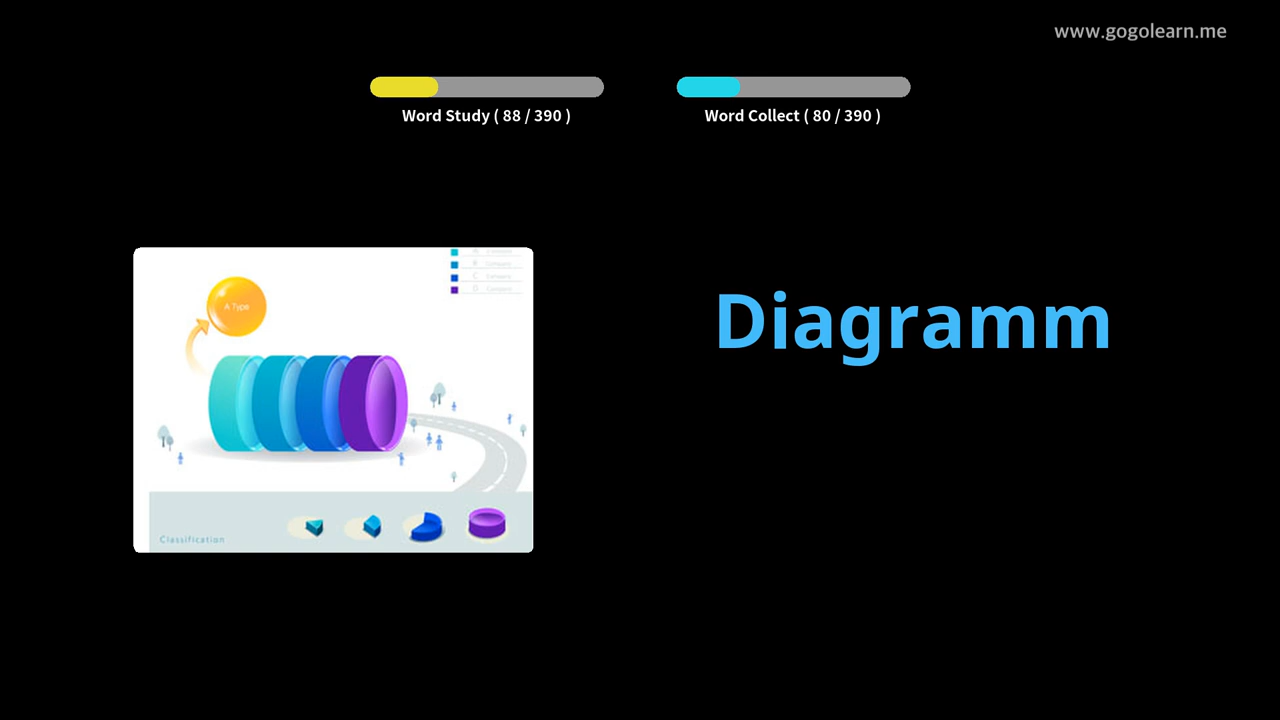 www.gogolearn.me
Word Study ( 88 / 390 )
Word Collect ( 80 / 390 )
A Type
C
D
Diagramm
Classification